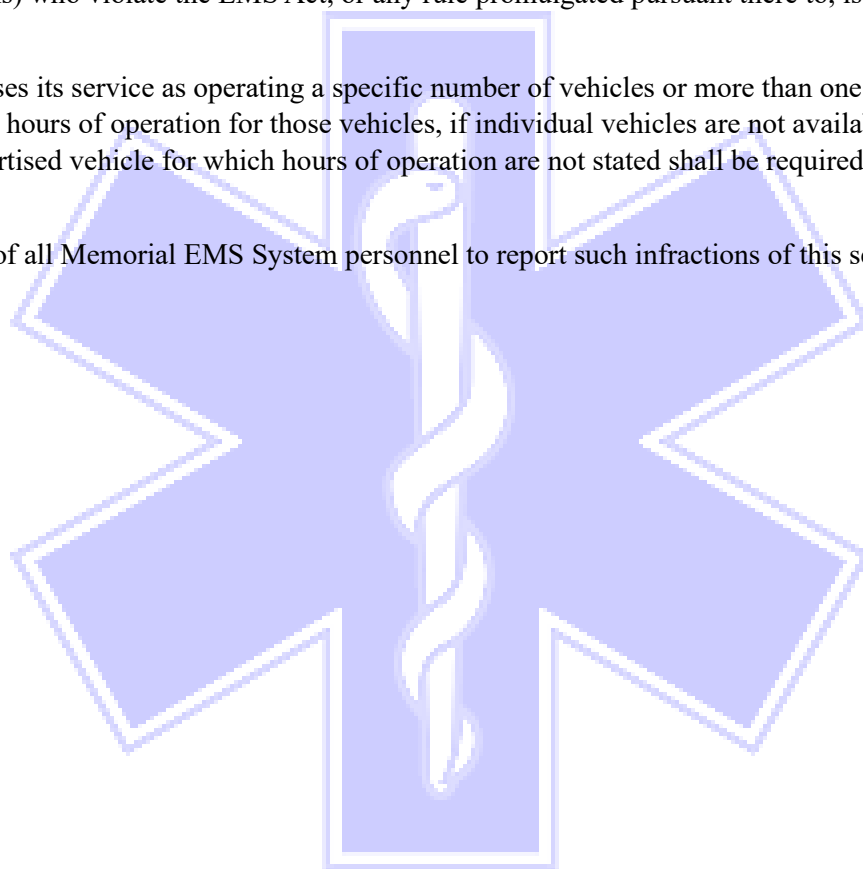 s) who violate the EMS Act, or any rule promulgated pursuant there to, is
ses its service as operating a specific number of vehicles or more than one
hours of operation for those vehicles, if individual vehicles are not availa
rtised vehicle for which hours of operation are not stated shall be required
of all Memorial EMS System personnel to report such infractions of this s